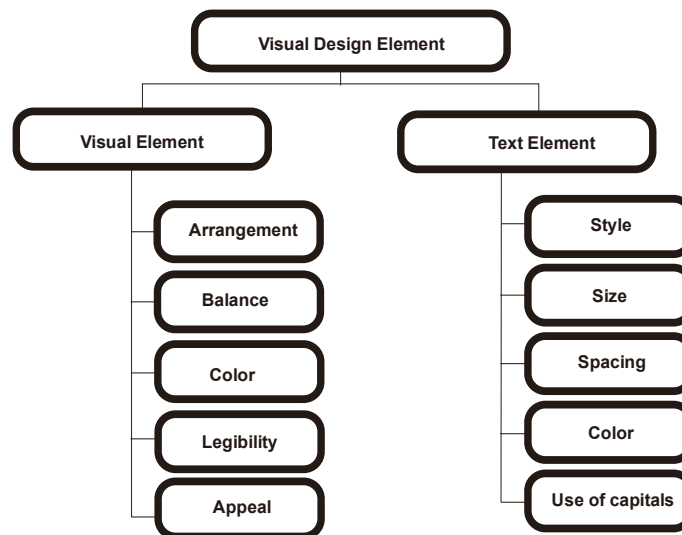 Visual Design Element
Visual Element
Text Element
Arrangement
Balance
Color
Legibility
Appeal
Style
Size
Spacing
Color
Use of capitals